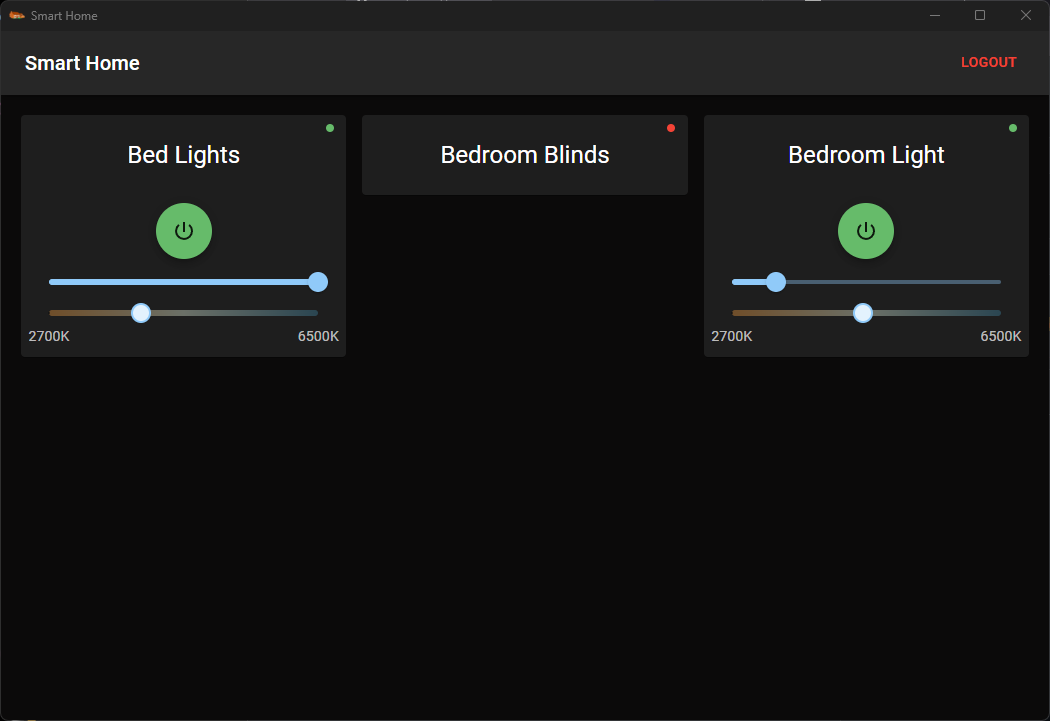 Smart Home
Smart Home
LOGOUT
Bed Lights
2700K
6500K
Bedroom Blinds
Bedroom Light
2700K
6500K